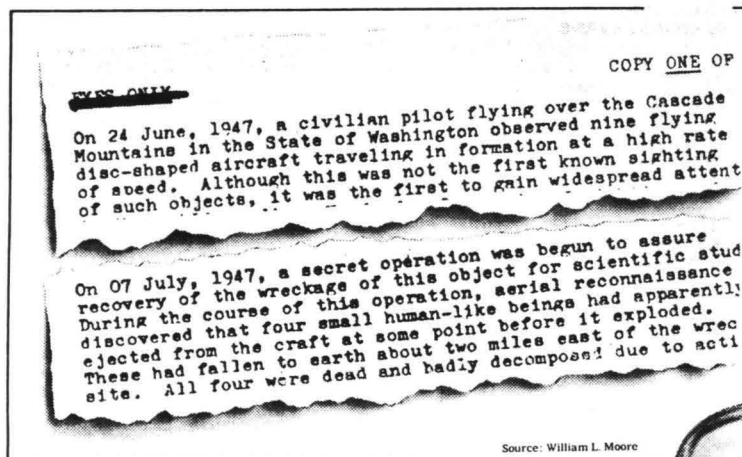 COPY ONE OF
EYES ONLY
On 24 June, 1947, a civilian pilot flying over the Cascade
Mountains in the State of Washington observed nine flying
disc-shaped aircraft traveling in formation at a high rate
of speed. Although this was not the first known sighting
of such objects, it was the first to gain widespread attent
On 07 July, 1947, a secret operation was begun to assure
recovery of the wreckage of this object for scientific stud
During the course of this operation, aerial reconnaissance
discovered that four small human-like beings had apparently
ejected from the craft at some point before it exploded.
These had fallen to earth about two miles east of the wrec
site. All four were dead and badly decomposed due to acti
Source: William L. Moore